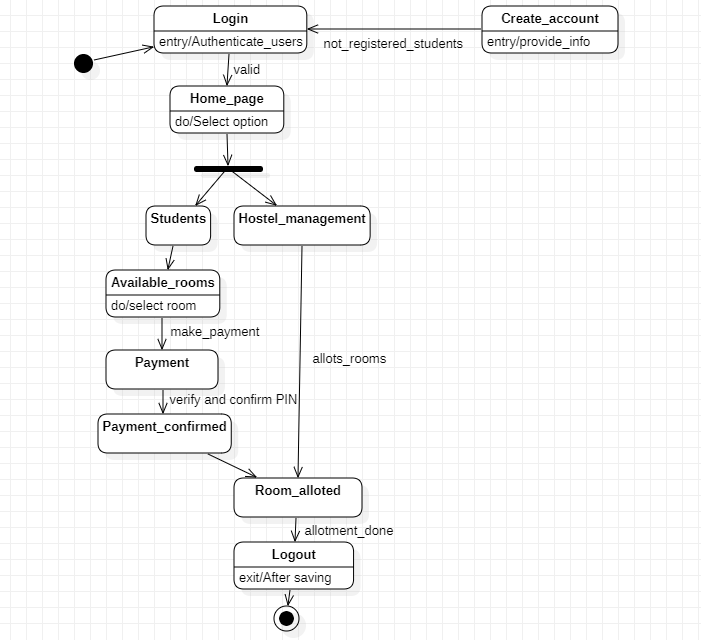 Login
entry/Authenticate_users
Create_account
entry/provide_info
not_registered_students
valid
Home_page
do/Select option
Students
Hostel_management
Available_rooms
do/select room
make_payment
Payment
allots_rooms
verify and confirm PIN
Payment_confirmed
Room_alloted
allotment_done
Logout
exit/After saving